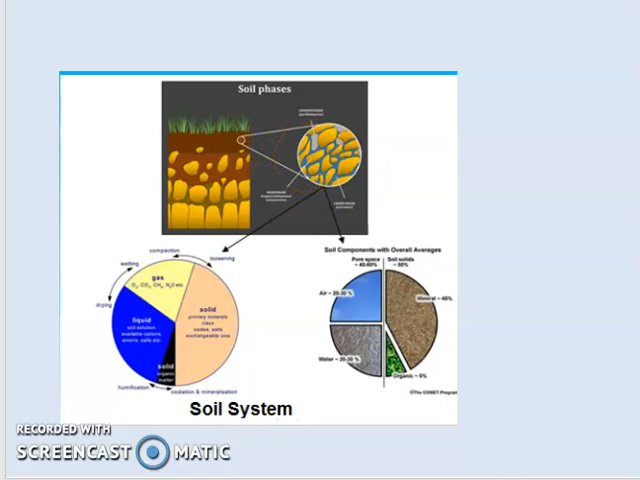 Soil phases
compaction
loosening
wetting
drying
gas
O₂, CO₂, CH₄, N₂O etc.
liquid
soil solution
available cations,
anions, salts etc.
solid
primary minerals,
clays
oxides, salts
exchangeable ions
solid
organic
matter
humification
oxidation & mineralisation
Soil Components with Overall Averages
Pore space
~ 40-60%
Soil solids
~ 50%
Air ~ 20-30 %
Mineral ~ 45%
Water ~ 20-30 %
Organic ~ 5%
©The COMET Program
Soil System
RECORDED WITH
SCREENCAST MATIC